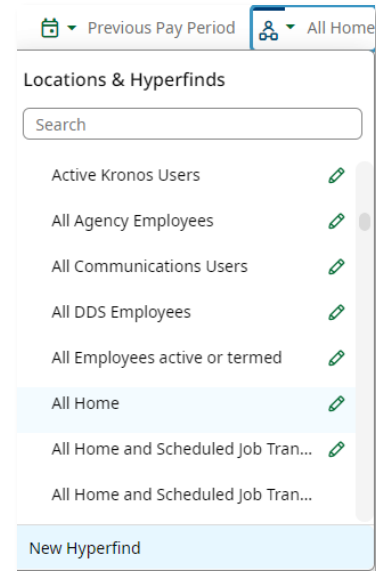 Previous Pay Period All Home
Locations & Hyperfinds
Search
Active Kronos Users
All Agency Employees
All Communications Users
All DDS Employees
All Employees active or termed
All Home
All Home and Scheduled Job Tran...
All Home and Scheduled Job Tran...
New Hyperfind